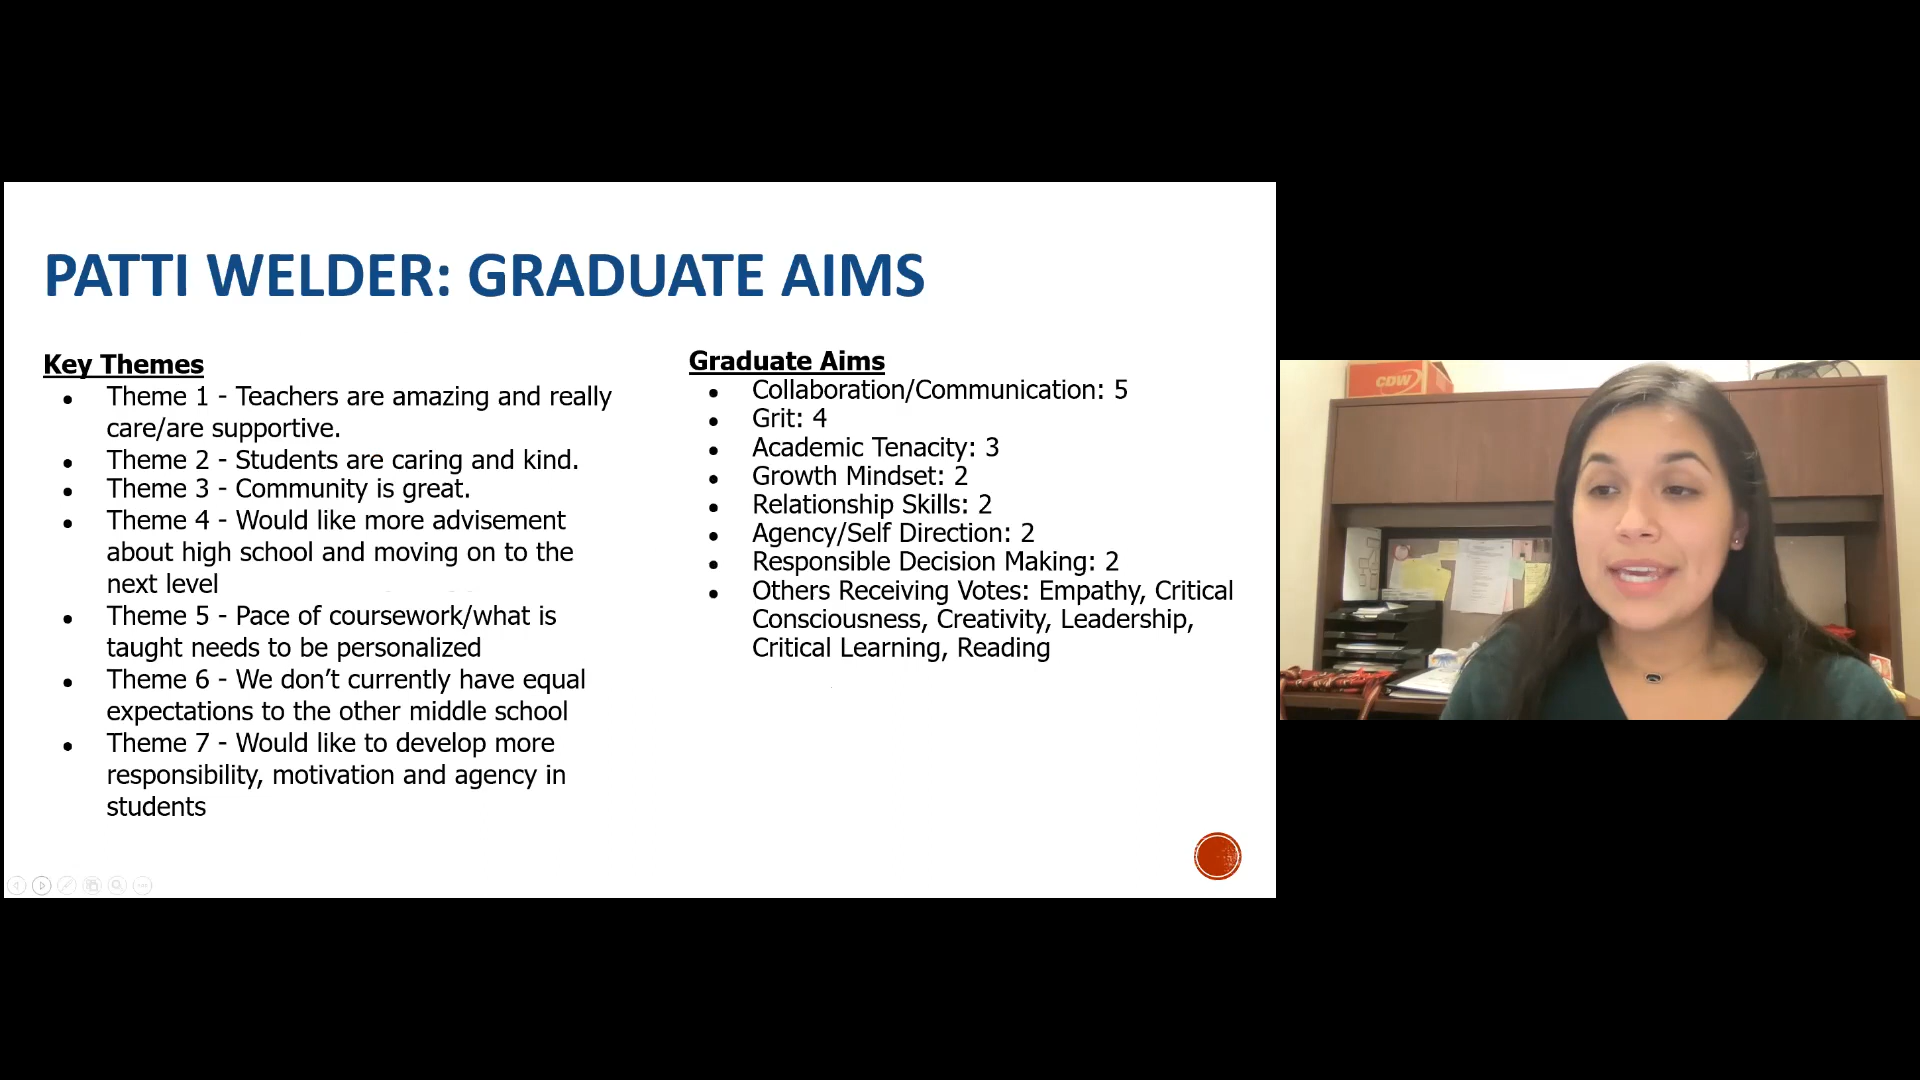 PATTI WELDER: GRADUATE AIMS
Key Themes
Theme 1 - Teachers are amazing and really
care/are supportive.
Theme 2 - Students are caring and kind.
Theme 3 - Community is great.
Theme 4 - Would like more advisement
about high school and moving on to the
next level
Theme 5 - Pace of coursework/what is
taught needs to be personalized
Theme 6 - We don’t currently have equal
expectations to the other middle school
Theme 7 - Would like to develop more
responsibility, motivation and agency in
students
Graduate Aims
Collaboration/Communication: 5
Grit: 4
Academic Tenacity: 3
Growth Mindset: 2
Relationship Skills: 2
Agency/Self Direction: 2
Responsible Decision Making: 2
Others Receiving Votes: Empathy, Critical
Consciousness, Creativity, Leadership,
Critical Learning, Reading
CDW